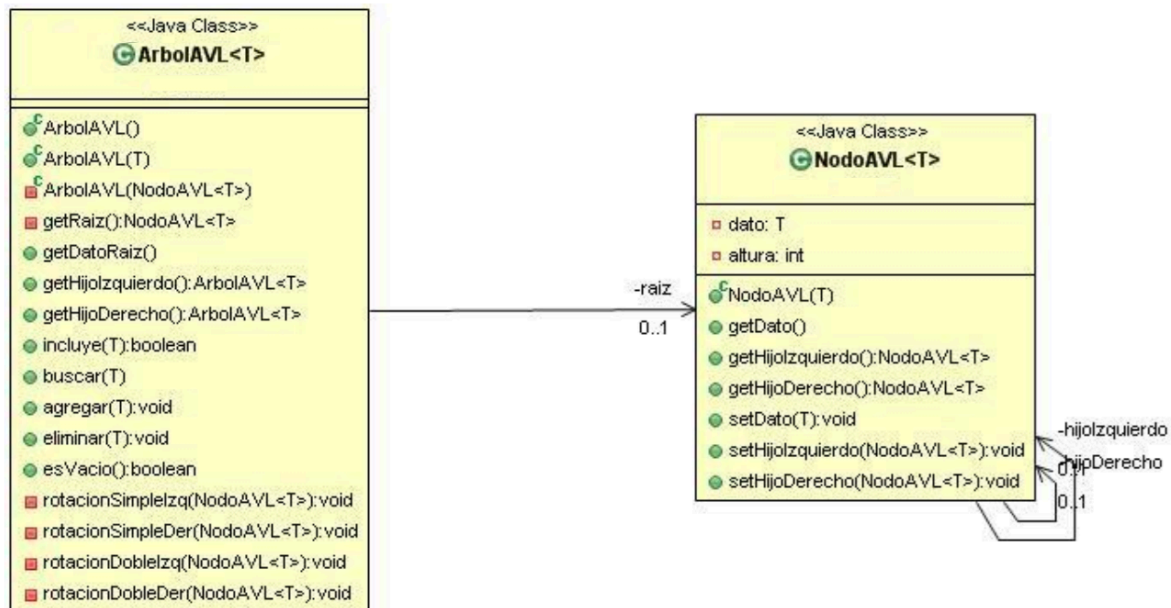 <<Java Class>>
ArbolAVL<T>
ArbolAVL()
ArbolAVL(T)
ArbolAVL(NodoAVL<T>)
getRaiz():NodoAVL<T>
getDatoRaiz()
getHijoIzquierdo():ArbolAVL<T>
getHijoDerecho():ArbolAVL<T>
incluye(T):boolean
buscar(T)
agregar(T):void
eliminar(T):void
esVacio():boolean
rotacionSimpleIzq(NodoAVL<T>):void
rotacionSimpleDer(NodoAVL<T>):void
rotacionDobleIzq(NodoAVL<T>):void
rotacionDobleDer(NodoAVL<T>):void
-raiz
0..1
<<Java Class>>
NodoAVL<T>
dato: T
altura: int
NodoAVL(T)
getDato()
getHijoIzquierdo():NodoAVL<T>
getHijoDerecho():NodoAVL<T>
setDato(T):void
setHijoIzquierdo(NodoAVL<T>):void
setHijoDerecho(NodoAVL<T>):void
-hijoIzquierdo
-hijoDerecho
0..1
0..1